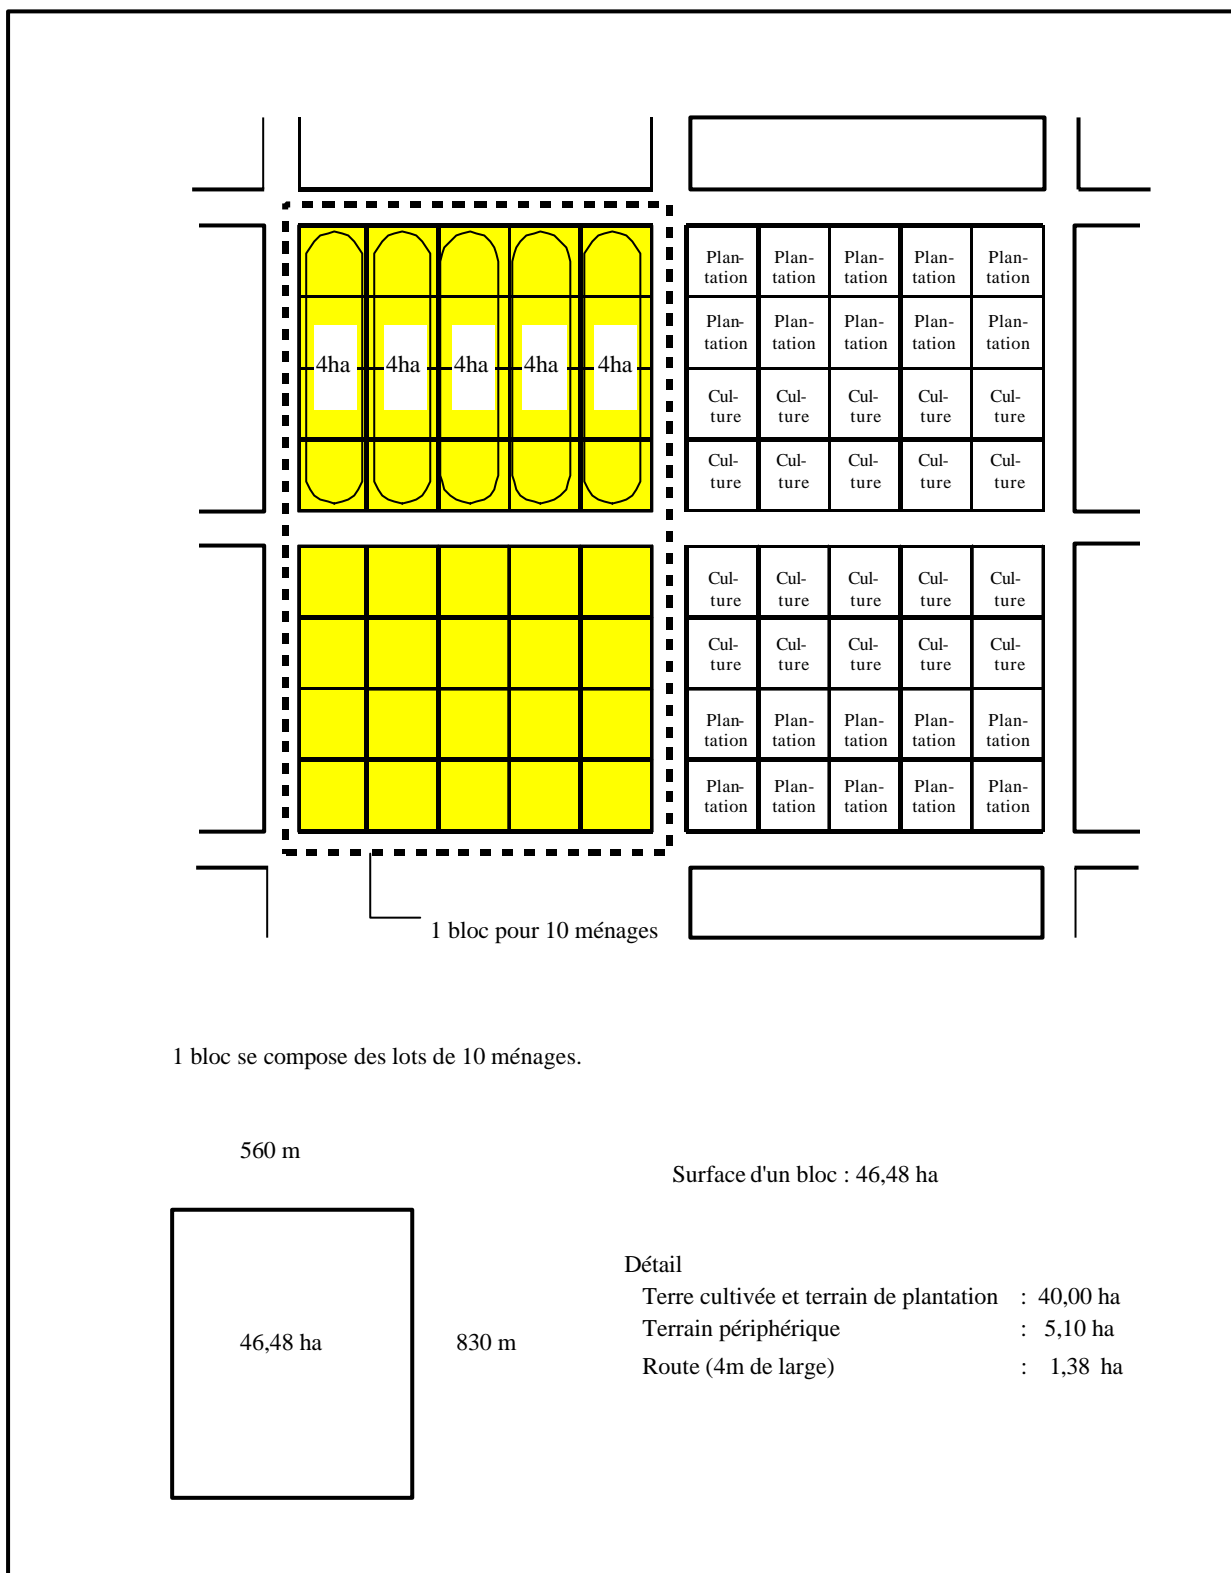 Plan- Plan- Plan- Plan- Plan-
tation tation tation tation tation
Plan- Plan- Plan- Plan- Plan-
tation tation tation tation tation
4ha 4ha 4ha 4ha 4ha
Cul- Cul- Cul- Cul- Cul-
ture ture ture ture ture
Cul- Cul- Cul- Cul- Cul-
ture ture ture ture ture
Cul- Cul- Cul- Cul- Cul-
ture ture ture ture ture
Cul- Cul- Cul- Cul- Cul-
ture ture ture ture ture
Plan- Plan- Plan- Plan- Plan-
tation tation tation tation tation
Plan- Plan- Plan- Plan- Plan-
tation tation tation tation tation
1 bloc pour 10 ménages
1 bloc se compose des lots de 10 ménages.
560 m
Surface d'un bloc : 46,48 ha
Détail
Terre cultivée et terrain de plantation : 40,00 ha
Terrain périphérique : 5,10 ha
46,48 ha
830 m
Route (4m de large) : 1,38 ha